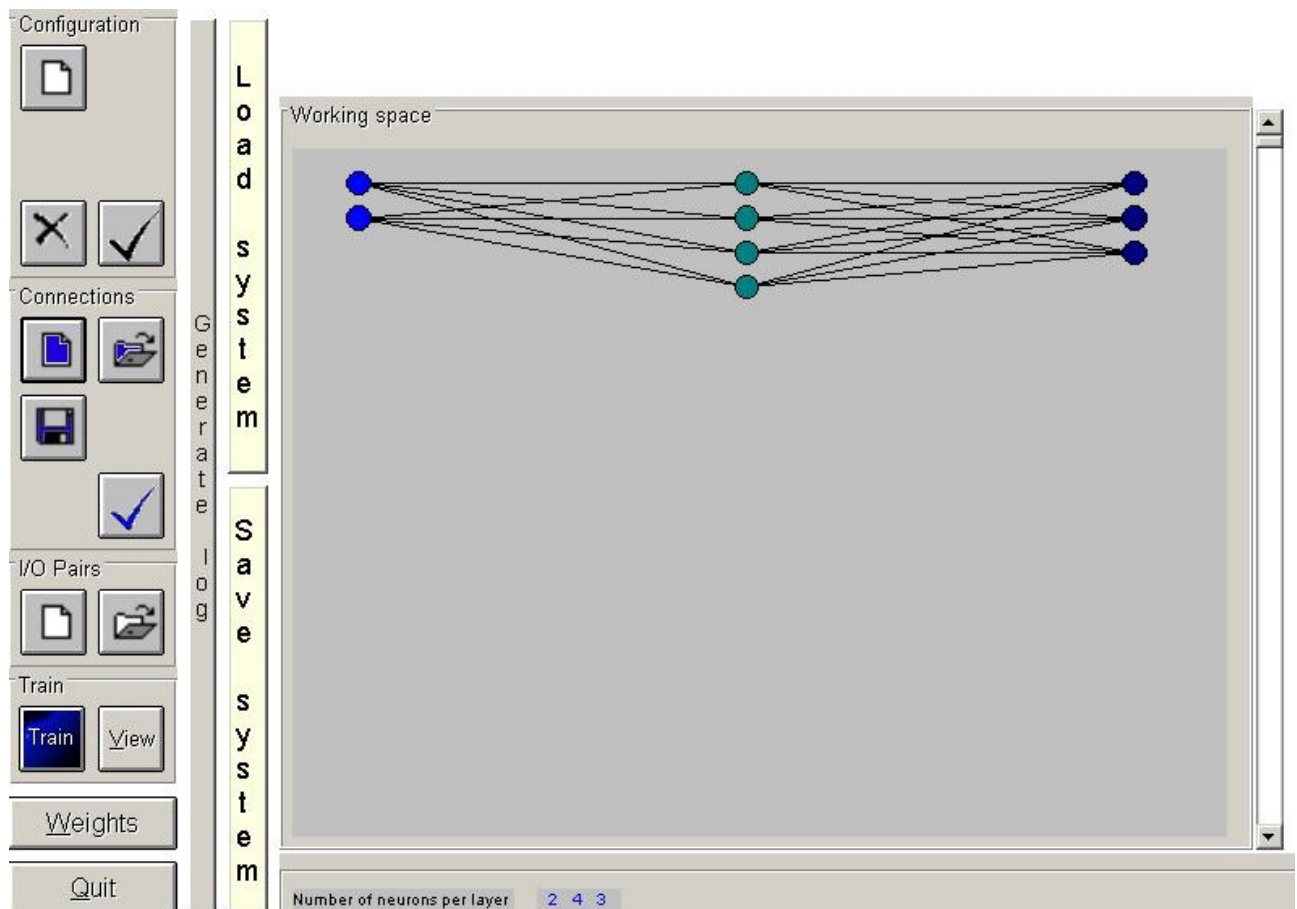 Configuration
Connections
I/O Pairs
Train
Train
View
Weights
Quit
Generate log
Load system
Save system
Working space
Number of neurons per layer 2 4 3